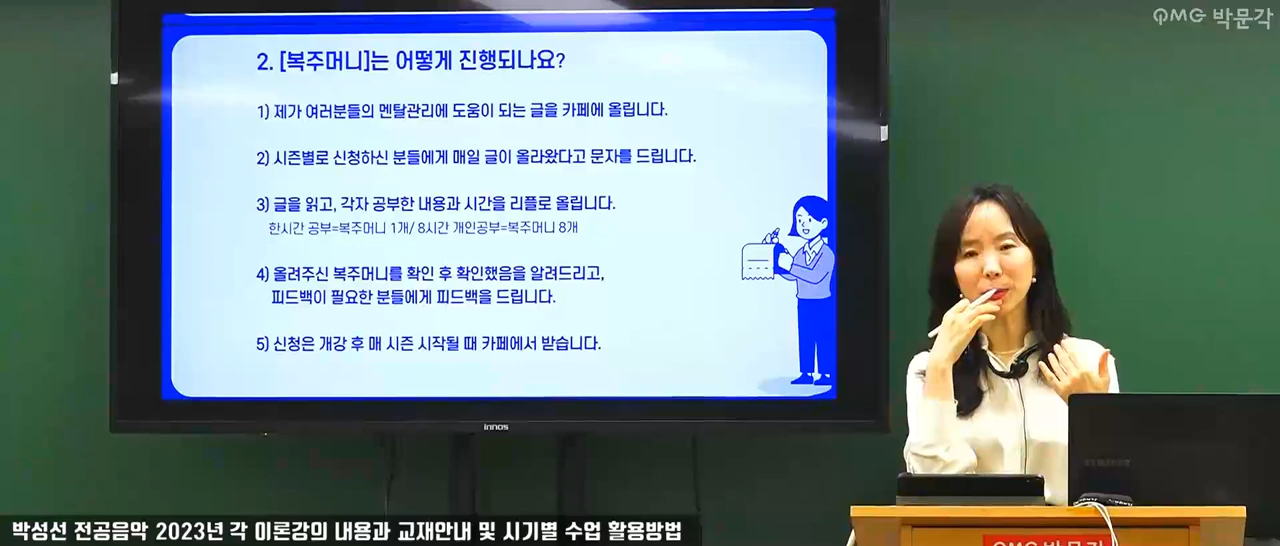 PMG 박문각
2. [복주머니]는 어떻게 진행되나요?
1) 제가 여러분들의 멘탈관리에 도움이 되는 글을 카페에 올립니다.
2) 시즌별로 신청하신 분들에게 매일 글이 올라왔다고 문자를 드립니다.
3) 글을 읽고, 각자 공부한 내용과 시간을 리플로 올립니다.
한시간 공부=복주머니 1개/ 8시간 개인공부=복주머니 8개
4) 올려주신 복주머니를 확인 후 확인했음을 알려드리고,
피드백이 필요한 분들에게 피드백을 드립니다.
5) 신청은 개강 후 매 시즌 시작될 때 카페에서 받습니다.
innos
박성선 전공음악 2023년 각 이론강의 내용과 교재안내 및 시기별 수업 활용방법
PMG 박문각